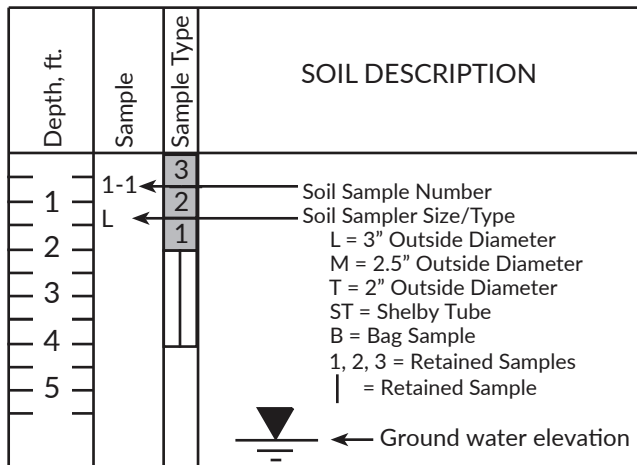 Depth, ft.
Sample
Sample Type
SOIL DESCRIPTION
3
1-1
Soil Sample Number
1
2
L
Soil Sampler Size/Type
1
L = 3” Outside Diameter
2
M = 2.5” Outside Diameter
T = 2” Outside Diameter
3
ST = Shelby Tube
B = Bag Sample
4
1, 2, 3 = Retained Samples
| = Retained Sample
5
Ground water elevation